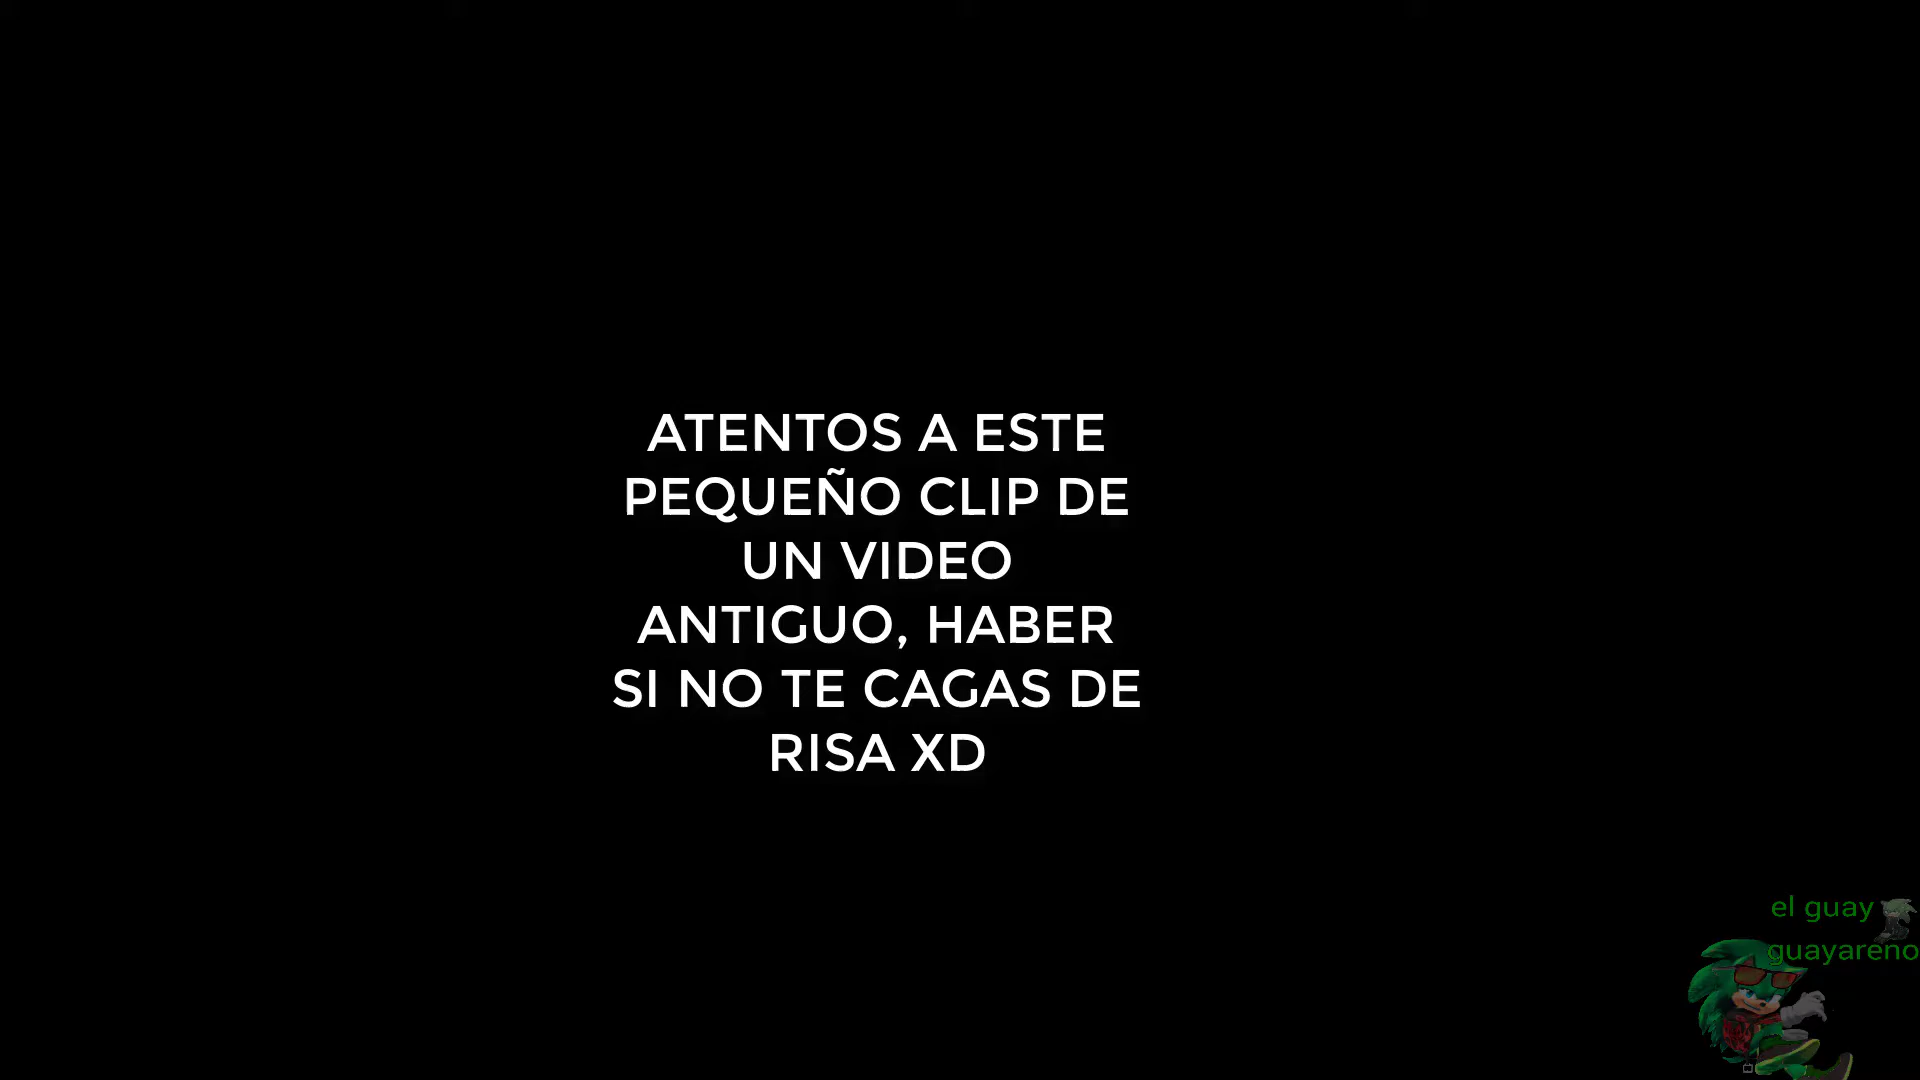 ATENTOS A ESTE
PEQUEÑO CLIP DE
UN VIDEO
ANTIGUO, HABER
SI NO TE CAGAS DE
RISA XD
el guay
guayareno